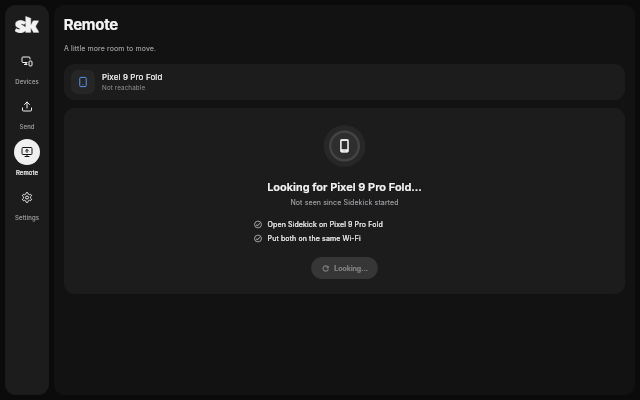 sk
Remote
A little more room to move.
Pixel 9 Pro Fold
Not reachable
Devices
Send
Remote
Settings
Looking for Pixel 9 Pro Fold...
Not seen since Sidekick started
Open Sidekick on Pixel 9 Pro Fold
Put both on the same Wi-Fi
Looking...